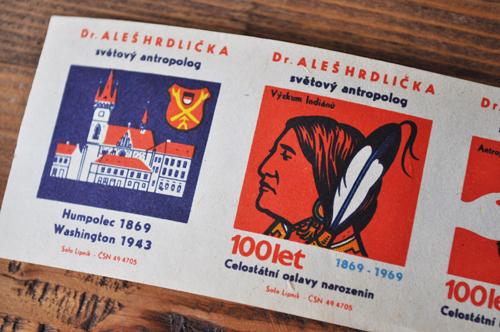 Dr. ALEŠ HRDLIČKA
světový antropolog
Humpolec 1869
Washington 1943
Solo Lipník - ČSN 49 4705
Dr. ALEŠ HRDLIČKA
světový antropolog
Výzkum Indiánů
100 let
1869 - 1969
Celostátní oslavy narozenin
Solo Lipník - ČSN 49 4705
Dr.
100 let
Celost